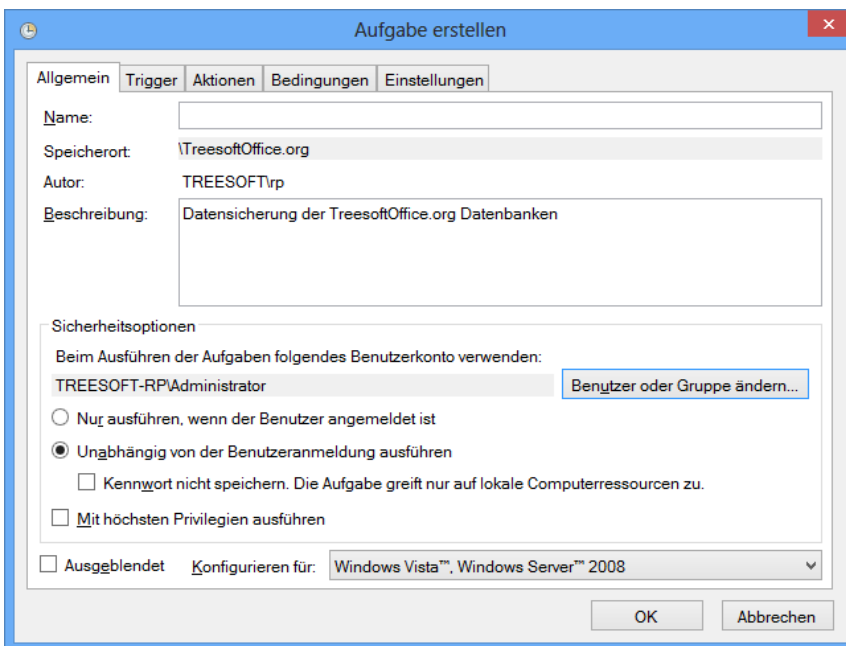 Aufgabe erstellen
Allgemein Trigger Aktionen Bedingungen Einstellungen
Name:
Speicherort: \TreesoftOffice.org
Autor: TREESOFT\rp
Beschreibung: Datensicherung der TreesoftOffice.org Datenbanken
Sicherheitsoptionen
Beim Ausführen der Aufgaben folgendes Benutzerkonto verwenden:
TREESOFT-RP\Administrator Benutzer oder Gruppe ändern...
Nur ausführen, wenn der Benutzer angemeldet ist
Unabhängig von der Benutzeranmeldung ausführen
Kennwort nicht speichern. Die Aufgabe greift nur auf lokale Computerressourcen zu.
Mit höchsten Privilegien ausführen
Ausgeblendet Konfigurieren für: Windows Vista™, Windows Server™ 2008
OK Abbrechen